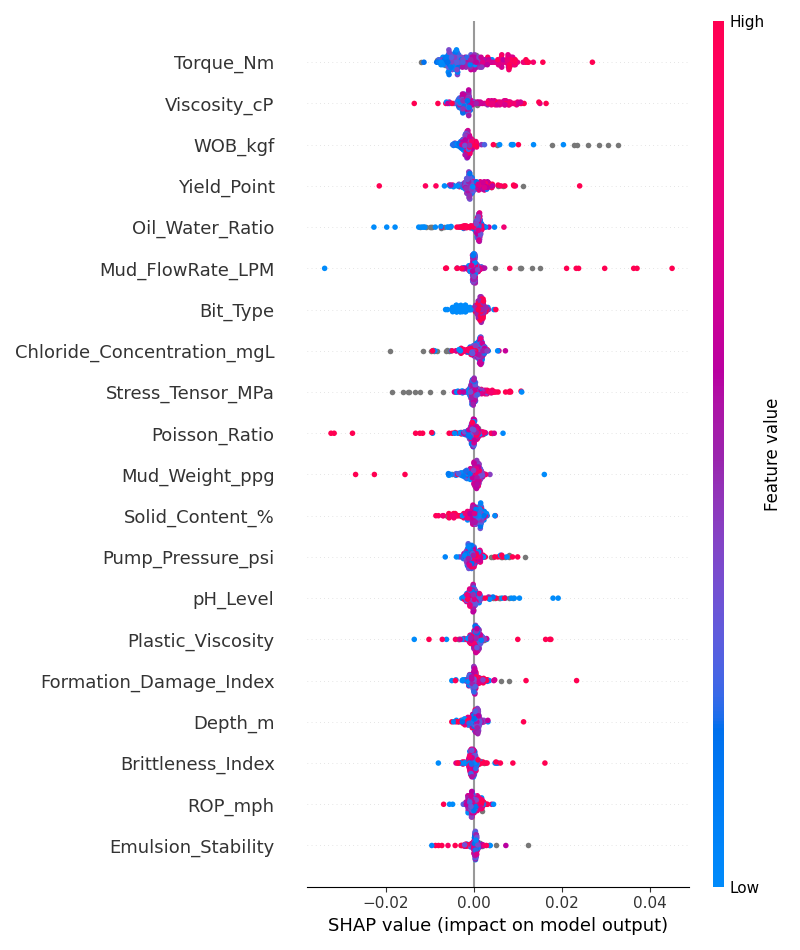 High
Torque_Nm
Viscosity_cP
WOB_kgf
Yield_Point
Oil_Water_Ratio
Mud_FlowRate_LPM
Bit_Type
Chloride_Concentration_mgL
Stress_Tensor_MPa
Poisson_Ratio
Mud_Weight_ppg
Solid_Content_%
Pump_Pressure_psi
pH_Level
Plastic_Viscosity
Formation_Damage_Index
Depth_m
Brittleness_Index
ROP_mph
Emulsion_Stability
Feature value
Low
−0.02 0.00 0.02 0.04
SHAP value (impact on model output)